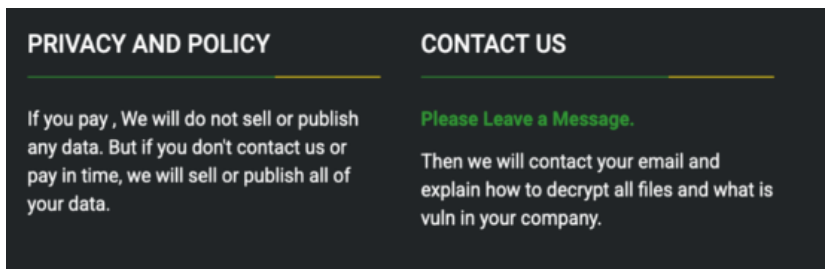 PRIVACY AND POLICY
If you pay , We will do not sell or publish
any data. But if you don't contact us or
pay in time, we will sell or publish all of
your data.
CONTACT US
Please Leave a Message.
Then we will contact your email and
explain how to decrypt all files and what is
vuln in your company.